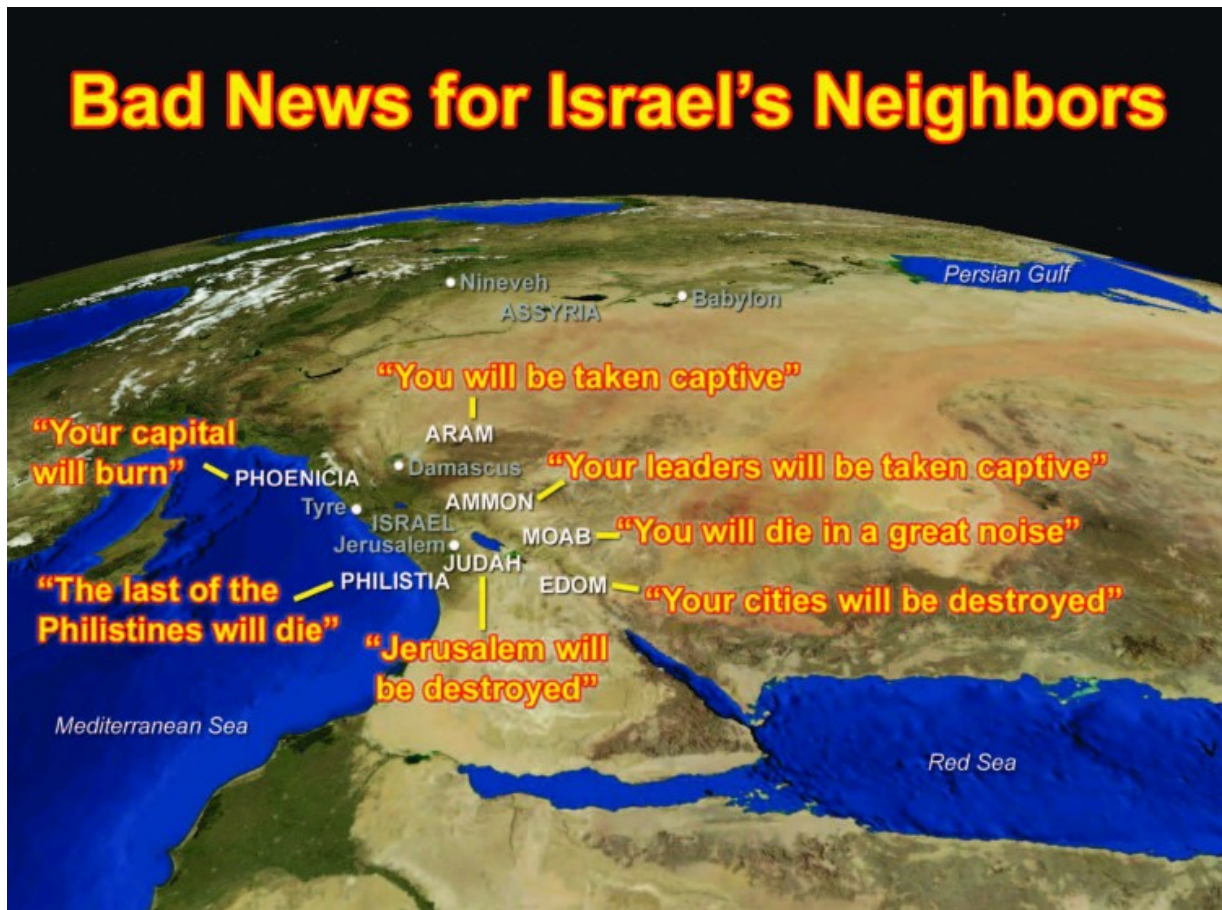 Bad News for Israel’s Neighbors
Persian Gulf
Nineveh
Babylon
ASSYRIA
“You will be taken captive”
ARAM
“Your capital
will burn”
PHOENICIA
Damascus
“Your leaders will be taken captive”
AMMON
Tyre
ISRAEL
MOAB
“You will die in a great noise”
Jerusalem
JUDAH
PHILISTIA
EDOM
“The last of the
Philistines will die”
“Your cities will be destroyed”
“Jerusalem will
be destroyed”
Mediterranean Sea
Red Sea